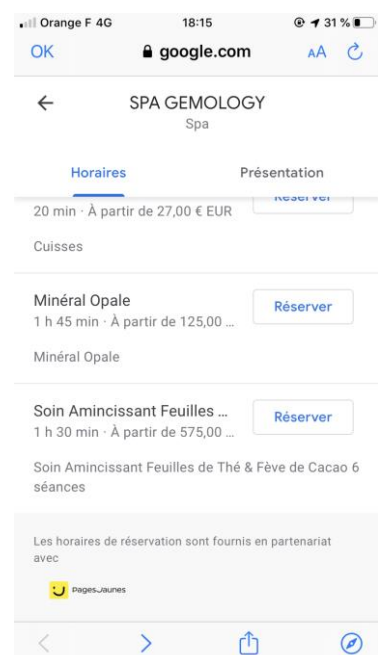 Orange F 4G 18:15 31 %
OK google.com AA
SPA GEMOLOGY
Spa
Horaires Présentation
20 min · À partir de 27,00 € EUR Réserver
Cuisses
Minéral Opale
Réserver
1 h 45 min · À partir de 125,00 ...
Minéral Opale
Soin Amincissant Feuilles ...
Réserver
1 h 30 min · À partir de 575,00 ...
Soin Amincissant Feuilles de Thé & Fève de Cacao 6
séances
Les horaires de réservation sont fournis en partenariat
avec
PagesJaunes